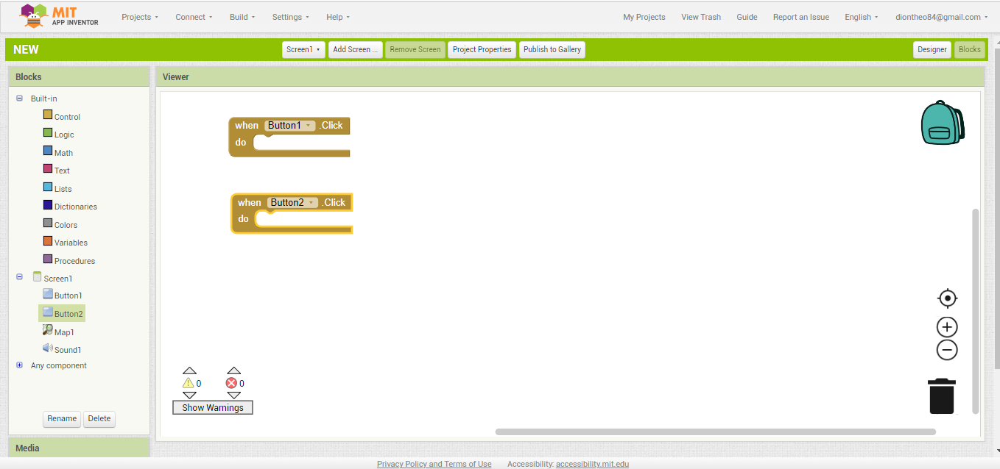 MIT
APP INVENTOR
Projects Connect Build Settings Help My Projects View Trash Guide Report an Issue English diontheo84@gmail.com
NEW Screen1 Add Screen ... Remove Screen Project Properties Publish to Gallery Designer Blocks
Blocks
Built-in
Control
Logic
Math
Text
Lists
Dictionaries
Colors
Variables
Procedures
Screen1
Button1
Button2
Map1
Sound1
Any component
Rename Delete
Media
Viewer
when Button1 .Click
do
when Button2 .Click
do
0 0
Show Warnings
Privacy Policy and Terms of Use Accessibility: accessibility.mit.edu